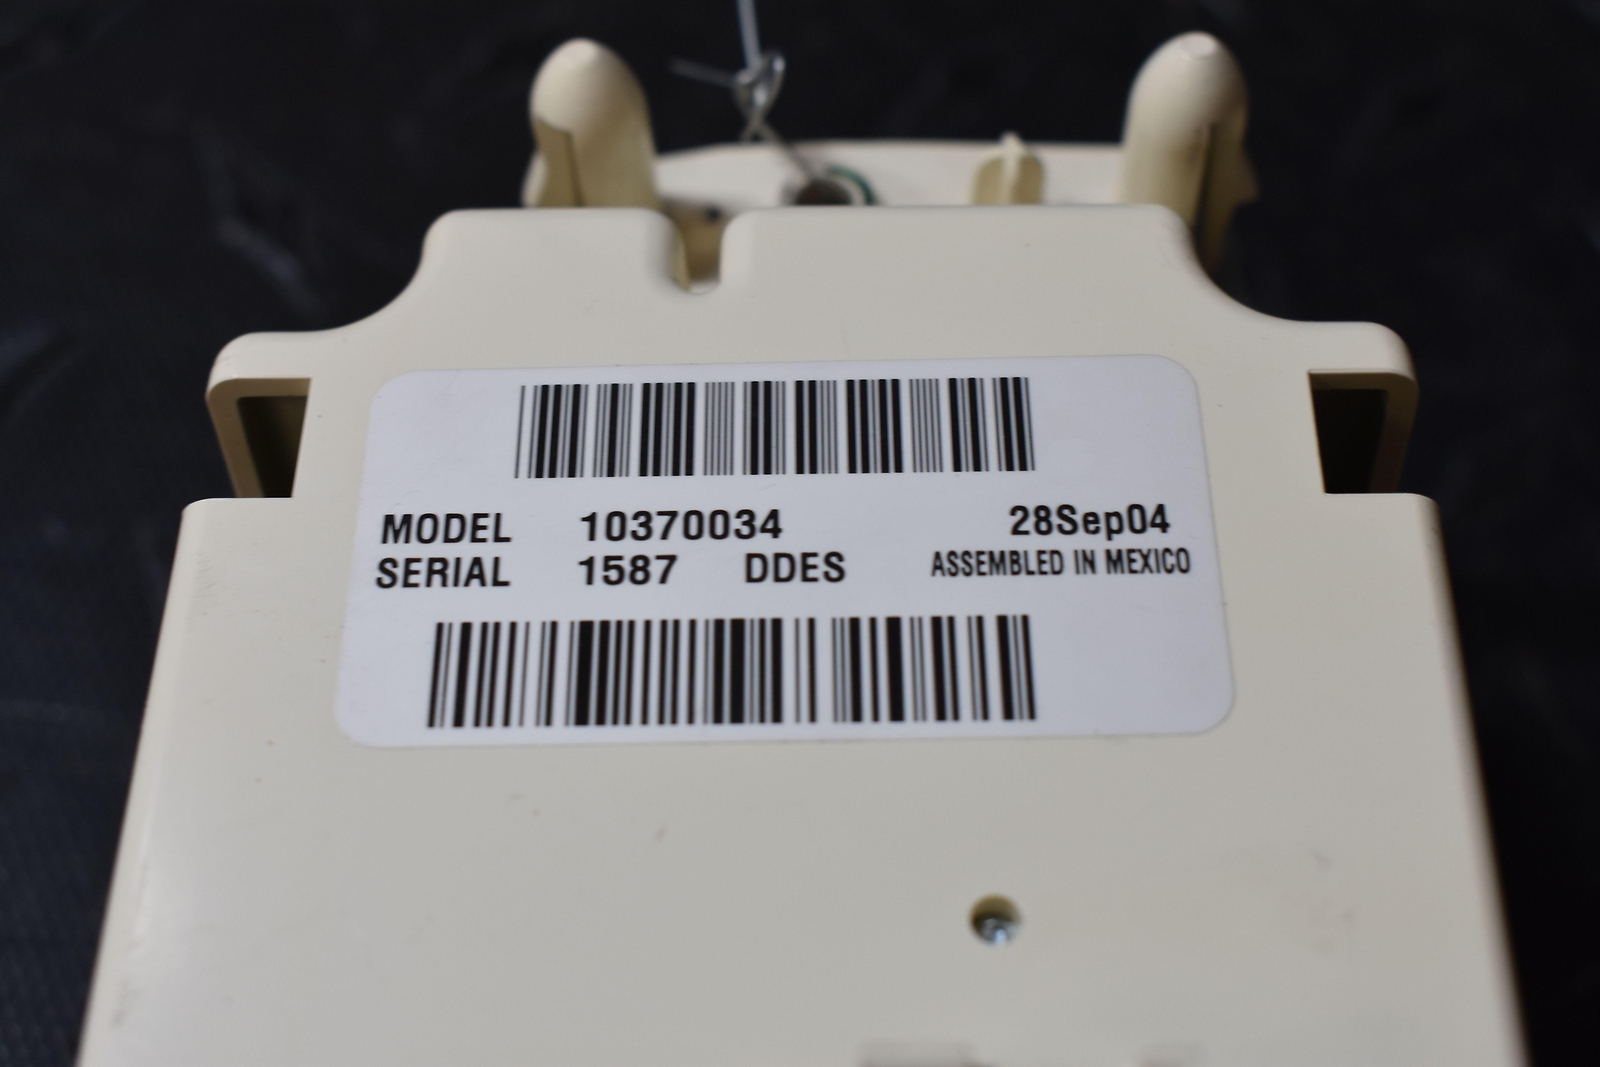 MODEL 10370034 28Sep04
SERIAL 1587 DDES ASSEMBLED IN MEXICO